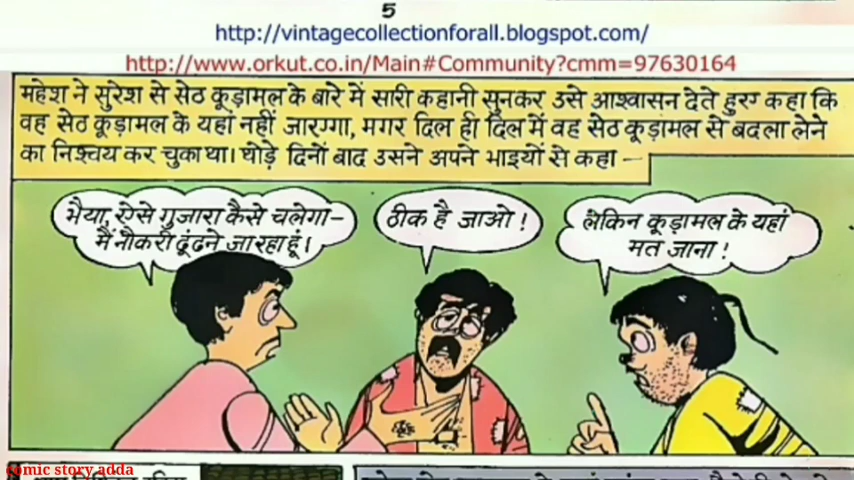 5
http://vintagecollectionforall.blogspot.com/
http://www.orkut.co.in/Main#Community?cmm=97630164
महेश ने सुरेश से सेठ कूड़ामल के बारे में सारी कहानी सुनकर उसे आश्वासन देते हुए कहा कि
वह सेठ कूड़ामल के यहां नहीं जाएगा, मगर दिल ही दिल में वह सेठ कूड़ामल से बदला लेने
का निश्चय कर चुका था। थोड़े दिनों बाद उसने अपने भाइयों से कहा —
भैया, ऐसे गुजारा कैसे चलेगा—
मैं नौकरी ढूंढने जा रहा हूं।
ठीक है जाओ !
लेकिन कूड़ामल के यहां
मत जाना !
comic story adda